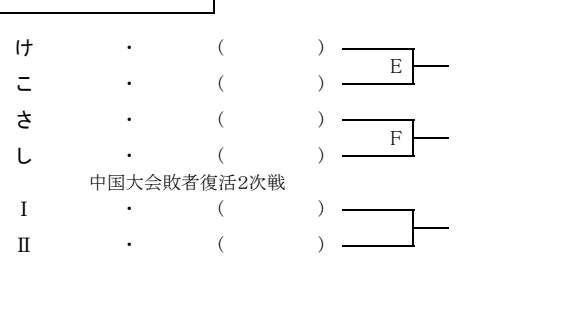 け ・ ( )
E
こ ・ ( )
さ ・ ( )
F
し ・ ( )
中国大会敗者復活2次戦
Ⅰ ・ ( )
Ⅱ ・ ( )